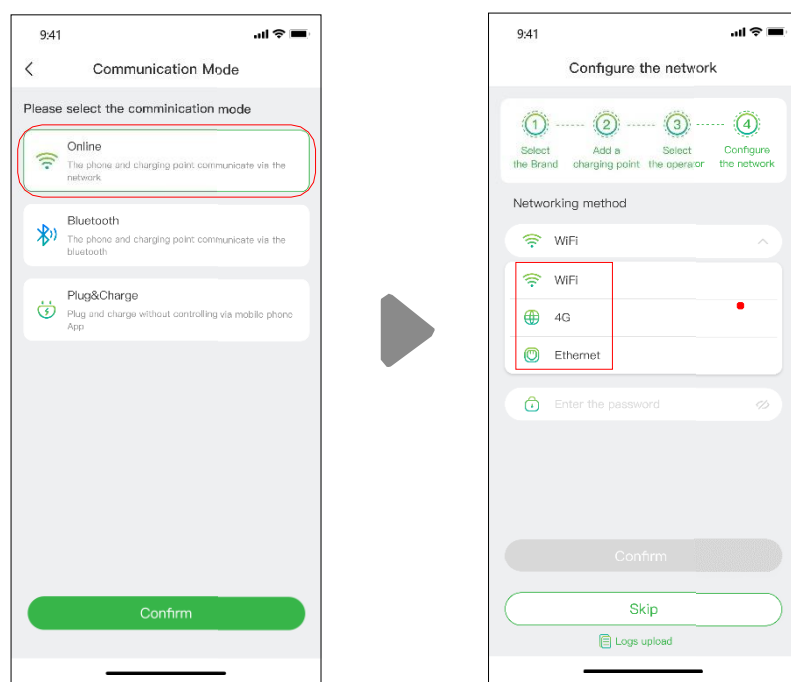 9:41
Communication Mode
Please select the comminication mode
Online
The phone and charging point communicate via the
network
Bluetooth
The phone and charging point communicate via the
bluetooth
Plug&Charge
Plug and charge without controlling via mobile phone
App
Confirm
9:41
Configure the network
1 2 3 4
Select Add a Select Configure
the Brand charging point the operator the network
Networking method
WiFi
WiFi
4G
Ethernet
Enter the password
Confirm
Skip
Logs upload